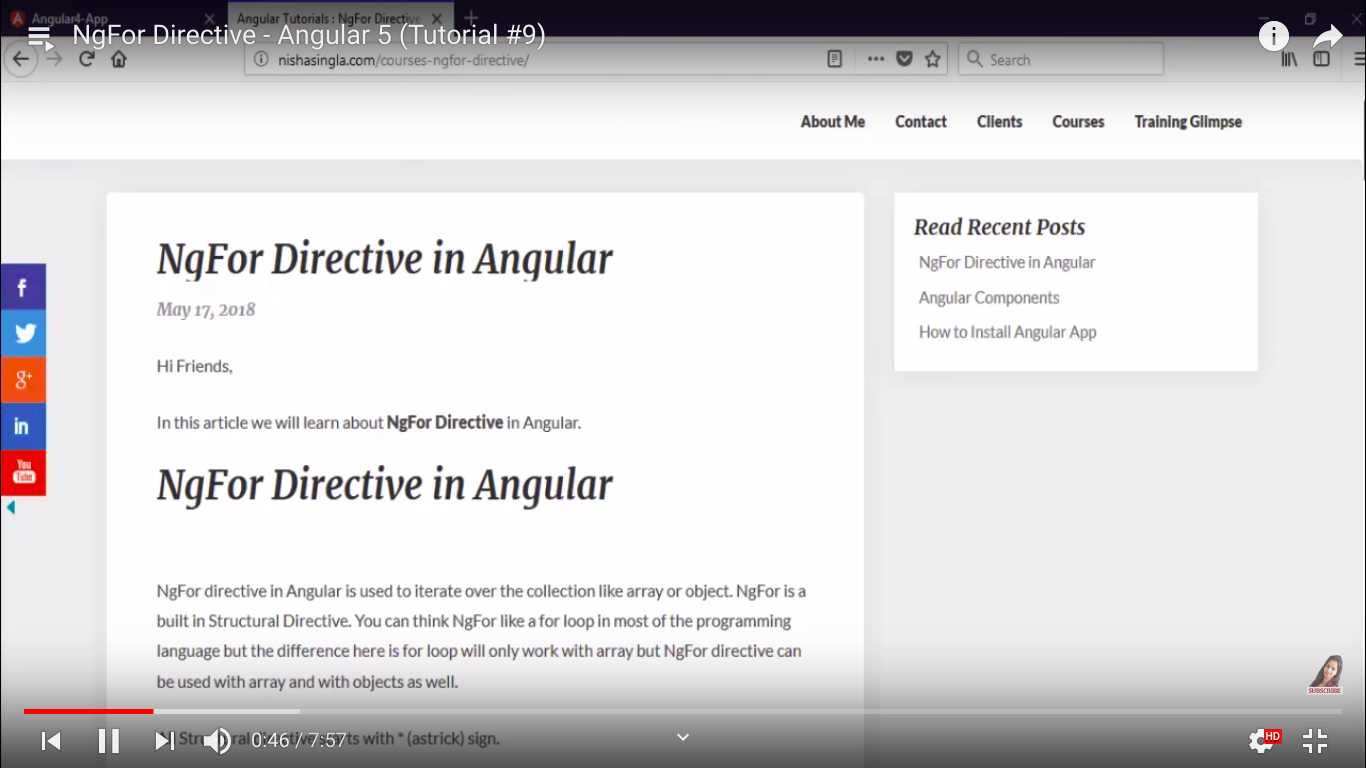 Angular4-App
Angular Tutorials : NgFor Directive
NgFor Directive - Angular 5 (Tutorial #9)
nishasingla.com/courses-ngfor-directive/
Search
About Me
Contact
Clients
Courses
Training Glimpse
NgFor Directive in Angular
May 17, 2018
Hi Friends,
In this article we will learn about NgFor Directive in Angular.
NgFor Directive in Angular
NgFor directive in Angular is used to iterate over the collection like array or object. NgFor is a
built in Structural Directive. You can think NgFor like a for loop in most of the programming
language but the difference here is for loop will only work with array but NgFor directive can
be used with array and with objects as well.
Structural Directive starts with * (astrick) sign.
Read Recent Posts
NgFor Directive in Angular
Angular Components
How to Install Angular App
f
g+
in
You
Tube
SUBSCRIBE
0:46 / 7:57
HD